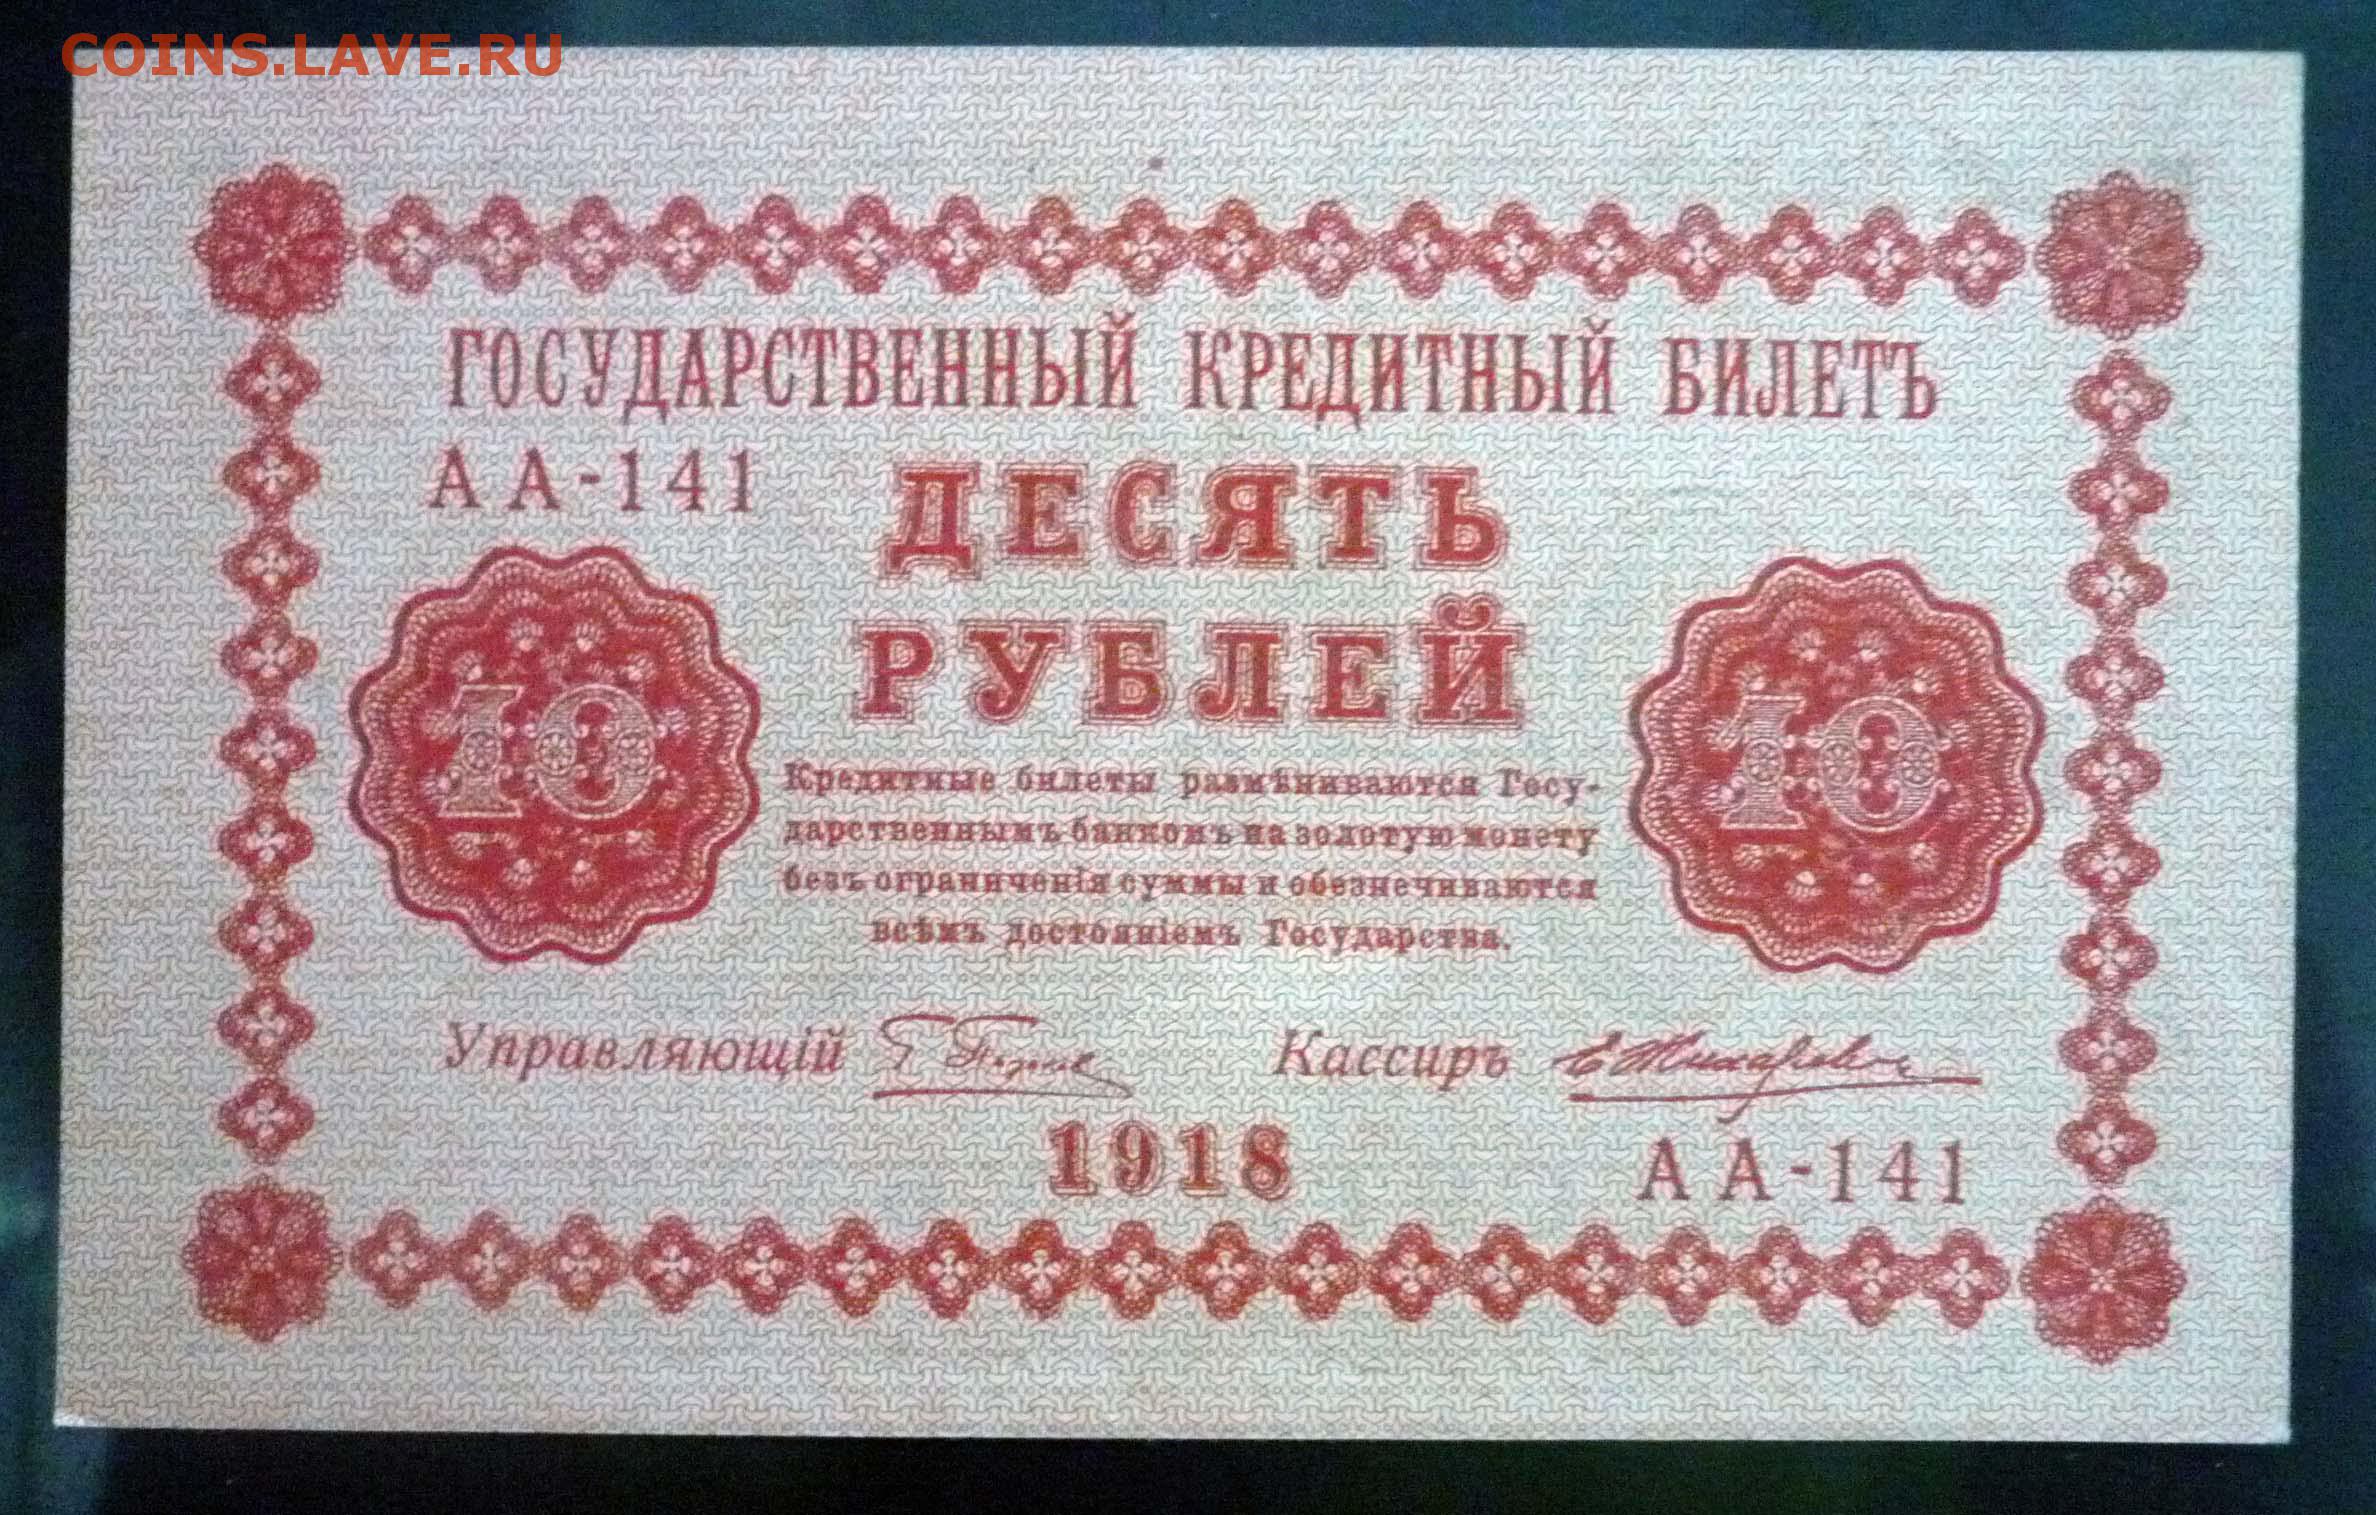 COINS.LAVE.RU
ГОСУДАРСТВЕННЫЙ КРЕДИТНЫЙ БИЛЕТЪ
АА-141
ДЕСЯТЬ
РУБЛЕЙ
10
10
Кредитные билеты размѣниваются Госу-
дарственнымъ банкомъ на золотую монету
безъ ограниченія суммы и обезпечиваются
всѣмъ достояніемъ Государства.
Управляющій
Кассиръ
1918
АА-141